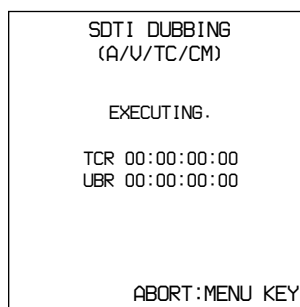 SDTI DUBBING
(A/V/TC/CM)
EXECUTING.
TCR 00:00:00:00
UBR 00:00:00:00
ABORT:MENU KEY